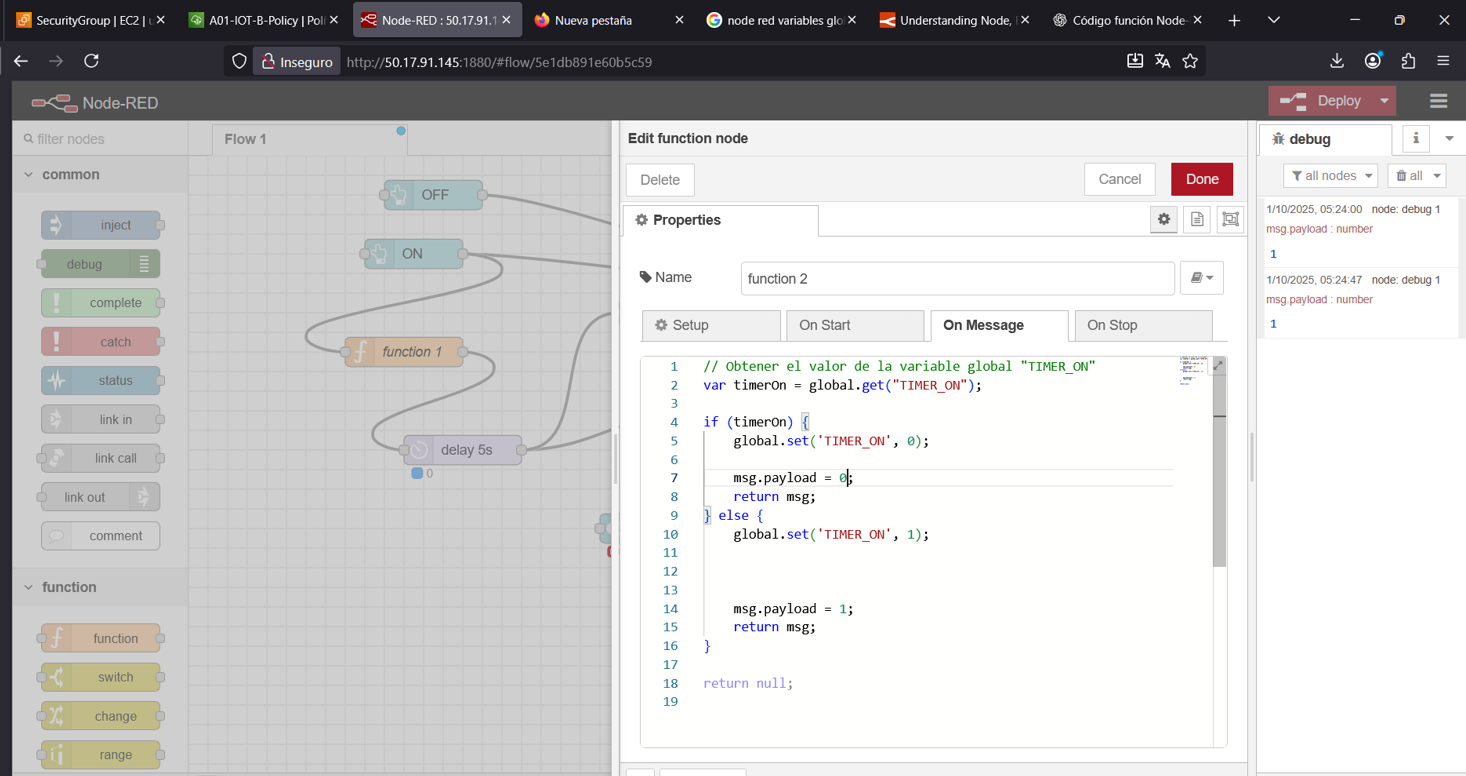 SecurityGroup | EC2 | u
A01-IOT-B-Policy | Polí
Node-RED : 50.17.91.1
Nueva pestaña
node red variables glo
Understanding Node,
Código función Node-
Inseguro
http://50.17.91.145:1880/#flow/5e1db891e60b5c59
Node-RED
Deploy
filter nodes
Flow 1
common
inject
debug
complete
catch
status
link in
link call
link out
comment
function
function
switch
change
range
OFF
ON
function 1
delay 5s
0
Edit function node
Delete
Cancel
Done
Properties
Name
function 2
Setup
On Start
On Message
On Stop
1 // Obtener el valor de la variable global "TIMER_ON"
2 var timerOn = global.get("TIMER_ON");
3
4 if (timerOn) {
5 global.set('TIMER_ON', 0);
6
7 msg.payload = 0;
8 return msg;
9 } else {
10 global.set('TIMER_ON', 1);
11
12
13
14 msg.payload = 1;
15 return msg;
16 }
17
18 return null;
19
debug
i
all nodes
all
1/10/2025, 05:24:00 node: debug 1
msg.payload : number
1
1/10/2025, 05:24:47 node: debug 1
msg.payload : number
1